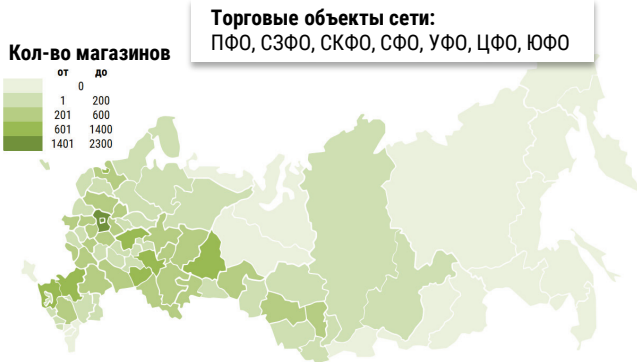 Торговые объекты сети:
ПФО, СЗФО, СКФО, СФО, УФО, ЦФО, ЮФО
Кол-во магазинов
от до
0
1 200
201 600
601 1400
1401 2300